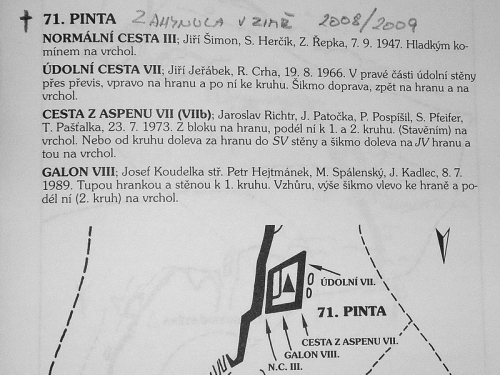 † 71. PINTA ZAHYNULA V ZIMĚ 2008/2009
NORMÁLNÍ CESTA III; Jiří Šimon, S. Herčík, Z. Řepka, 7. 9. 1947. Hladkým ko-
mínem na vrchol.
ÚDOLNÍ CESTA VII; Jiří Jeřábek, R. Crha, 19. 8. 1966. V pravé části údolní stěny
přes převis, vpravo na hranu a po ní ke kruhu. Šikmo doprava, zpět na hranu a na
vrchol.
CESTA Z ASPENU VII (VIIb); Jaroslav Richtr, J. Patočka, P. Pospíšil, S. Pfeifer,
T. Pašťalka, 23. 7. 1973. Z bloku na hranu, podél ní k 1. a 2. kruhu. (Stavěním) na
vrchol. Nebo od kruhu doleva za hranu do SV stěny a šikmo doleva na JV hranu a
tou na vrchol.
GALON VIII; Josef Koudelka stř. Petr Hejtmánek, M. Spálenský, J. Kadlec, 8. 7.
1989. Tupou hrankou a stěnou k 1. kruhu. Vzhůru, výše šikmo vlevo ke hraně a po-
dél ní (2. kruh) na vrchol.
ÚDOLNÍ VII.
71. PINTA
CESTA Z ASPENU VII.
GALON VIII.
N.C. III.